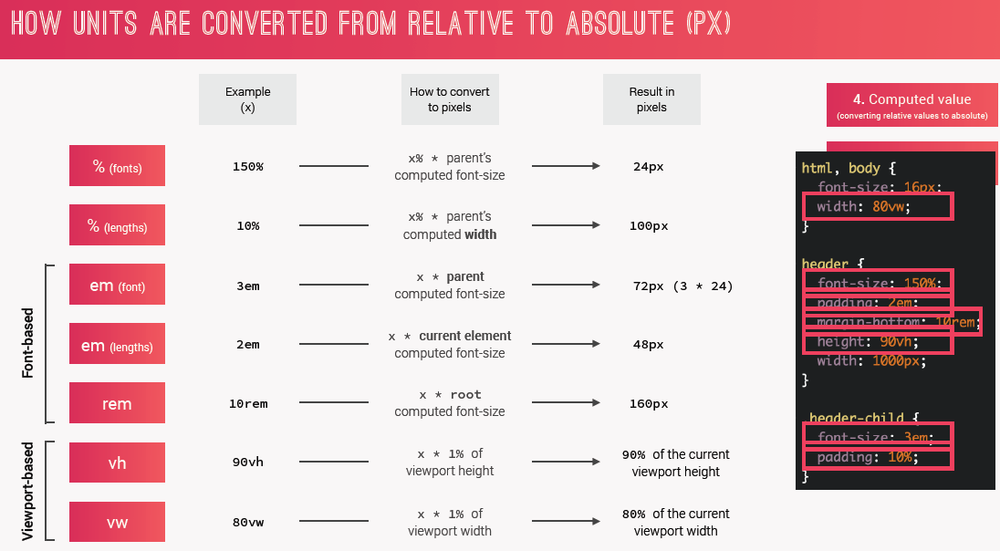 HOW UNITS ARE CONVERTED FROM RELATIVE TO ABSOLUTE (PX)
Example
(x)
How to convert
to pixels
Result in
pixels
4. Computed value
(converting relative values to absolute)
% (fonts)
150%
x% * parent's
computed font-size
24px
% (lengths)
10%
x% * parent's
computed width
100px
Font-based
em (font)
3em
x * parent
computed font-size
72px (3 * 24)
em (lengths)
2em
x * current element
computed font-size
48px
rem
10rem
x * root
computed font-size
160px
Viewport-based
vh
90vh
x * 1% of
viewport height
90% of the current
viewport height
vw
80vw
x * 1% of
viewport width
80% of the current
viewport width
html, body {
font-size: 16px;
width: 80vw;
}
header {
font-size: 150%;
padding: 2em;
margin-bottom: 10rem;
height: 90vh;
width: 1000px;
}
header-child {
font-size: 3em;
padding: 10%;
}